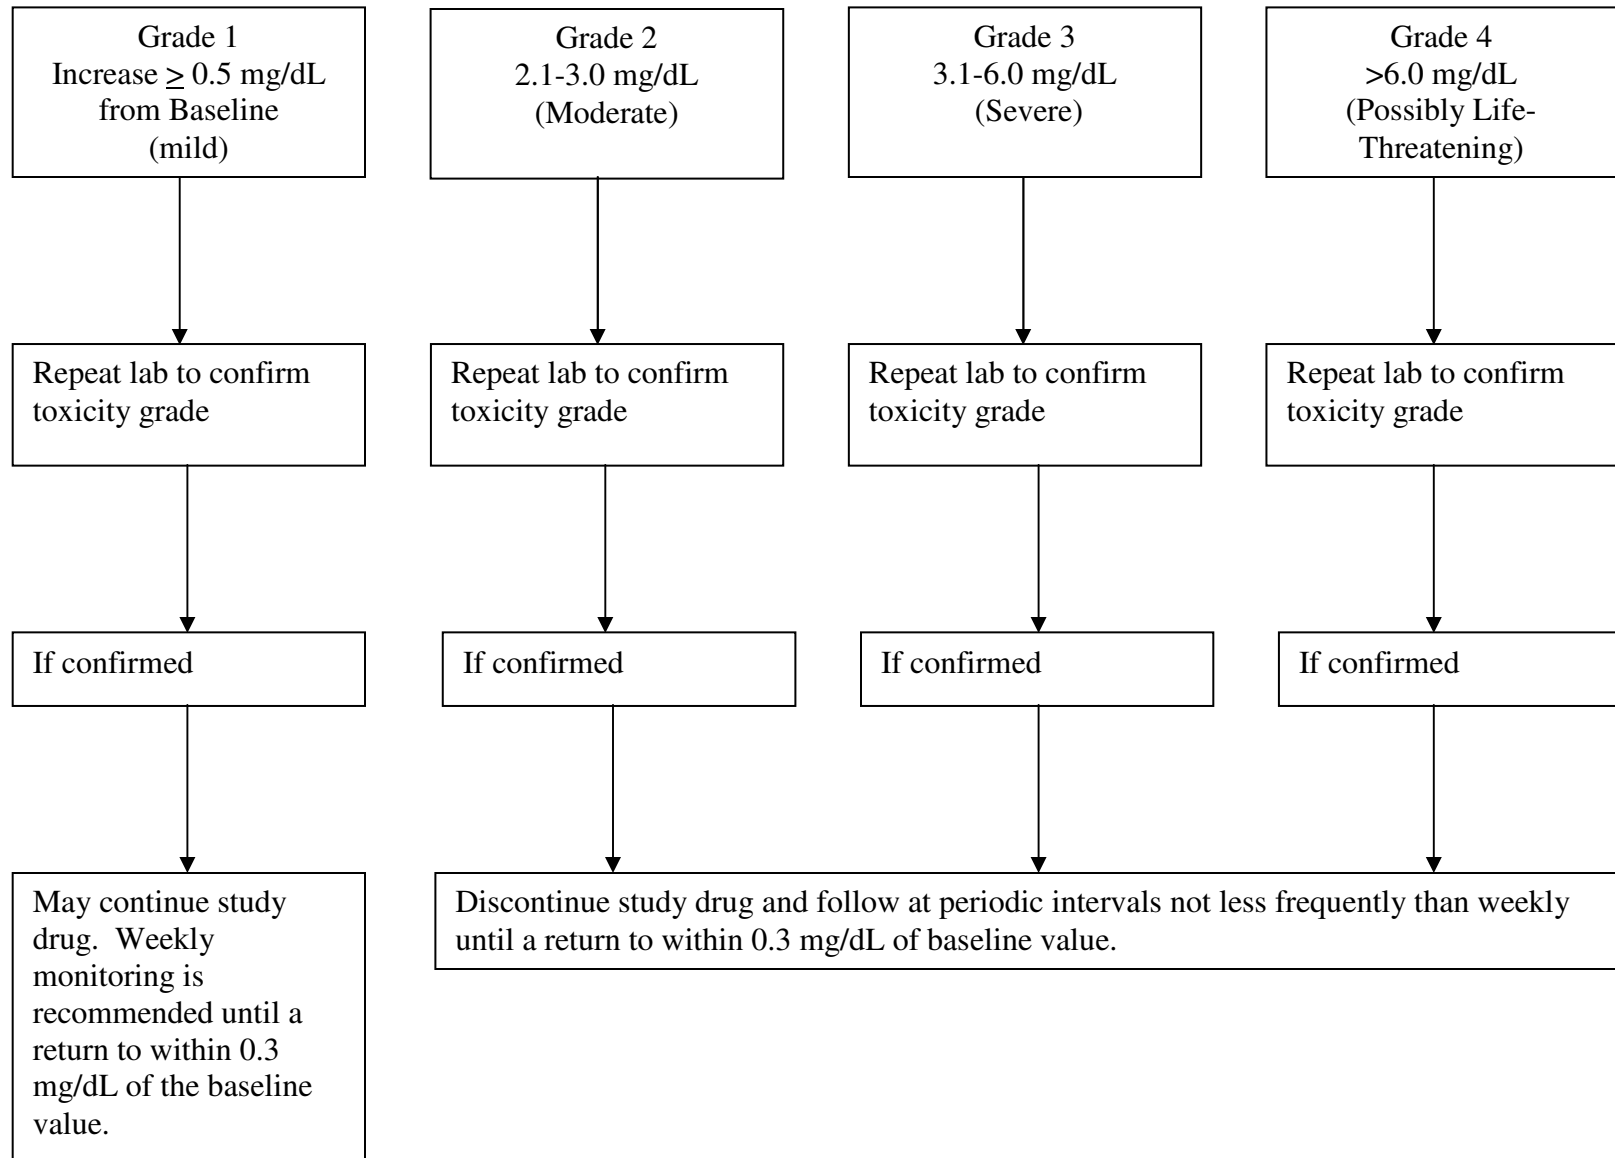 Grade 1
Increase ≥ 0.5 mg/dL
from Baseline
(mild)
Grade 2
2.1-3.0 mg/dL
(Moderate)
Grade 3
3.1-6.0 mg/dL
(Severe)
Grade 4
>6.0 mg/dL
(Possibly Life-
Threatening)
Repeat lab to confirm
toxicity grade
Repeat lab to confirm
toxicity grade
Repeat lab to confirm
toxicity grade
Repeat lab to confirm
toxicity grade
If confirmed
If confirmed
If confirmed
If confirmed
May continue study
drug.  Weekly
monitoring is
recommended until a
return to within 0.3
mg/dL of the baseline
value.
Discontinue study drug and follow at periodic intervals not less frequently than weekly
until a return to within 0.3 mg/dL of baseline value.